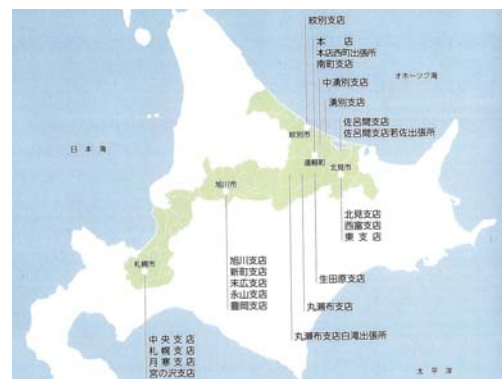 紋別支店
本店
本店西町出張所
南町支店
中湧別支店
オホーツク海
湧別支店
佐呂間支店
佐呂間支店若佐出張所
紋別市
日本海
遠軽町
北見市
旭川市
北見支店
西富支店
東支店
旭川支店
新町支店
末広支店
永山支店
豊岡支店
札幌市
生田原支店
丸瀬布支店
丸瀬布支店白滝出張所
中央支店
札幌支店
月寒支店
宮の沢支店
太平洋